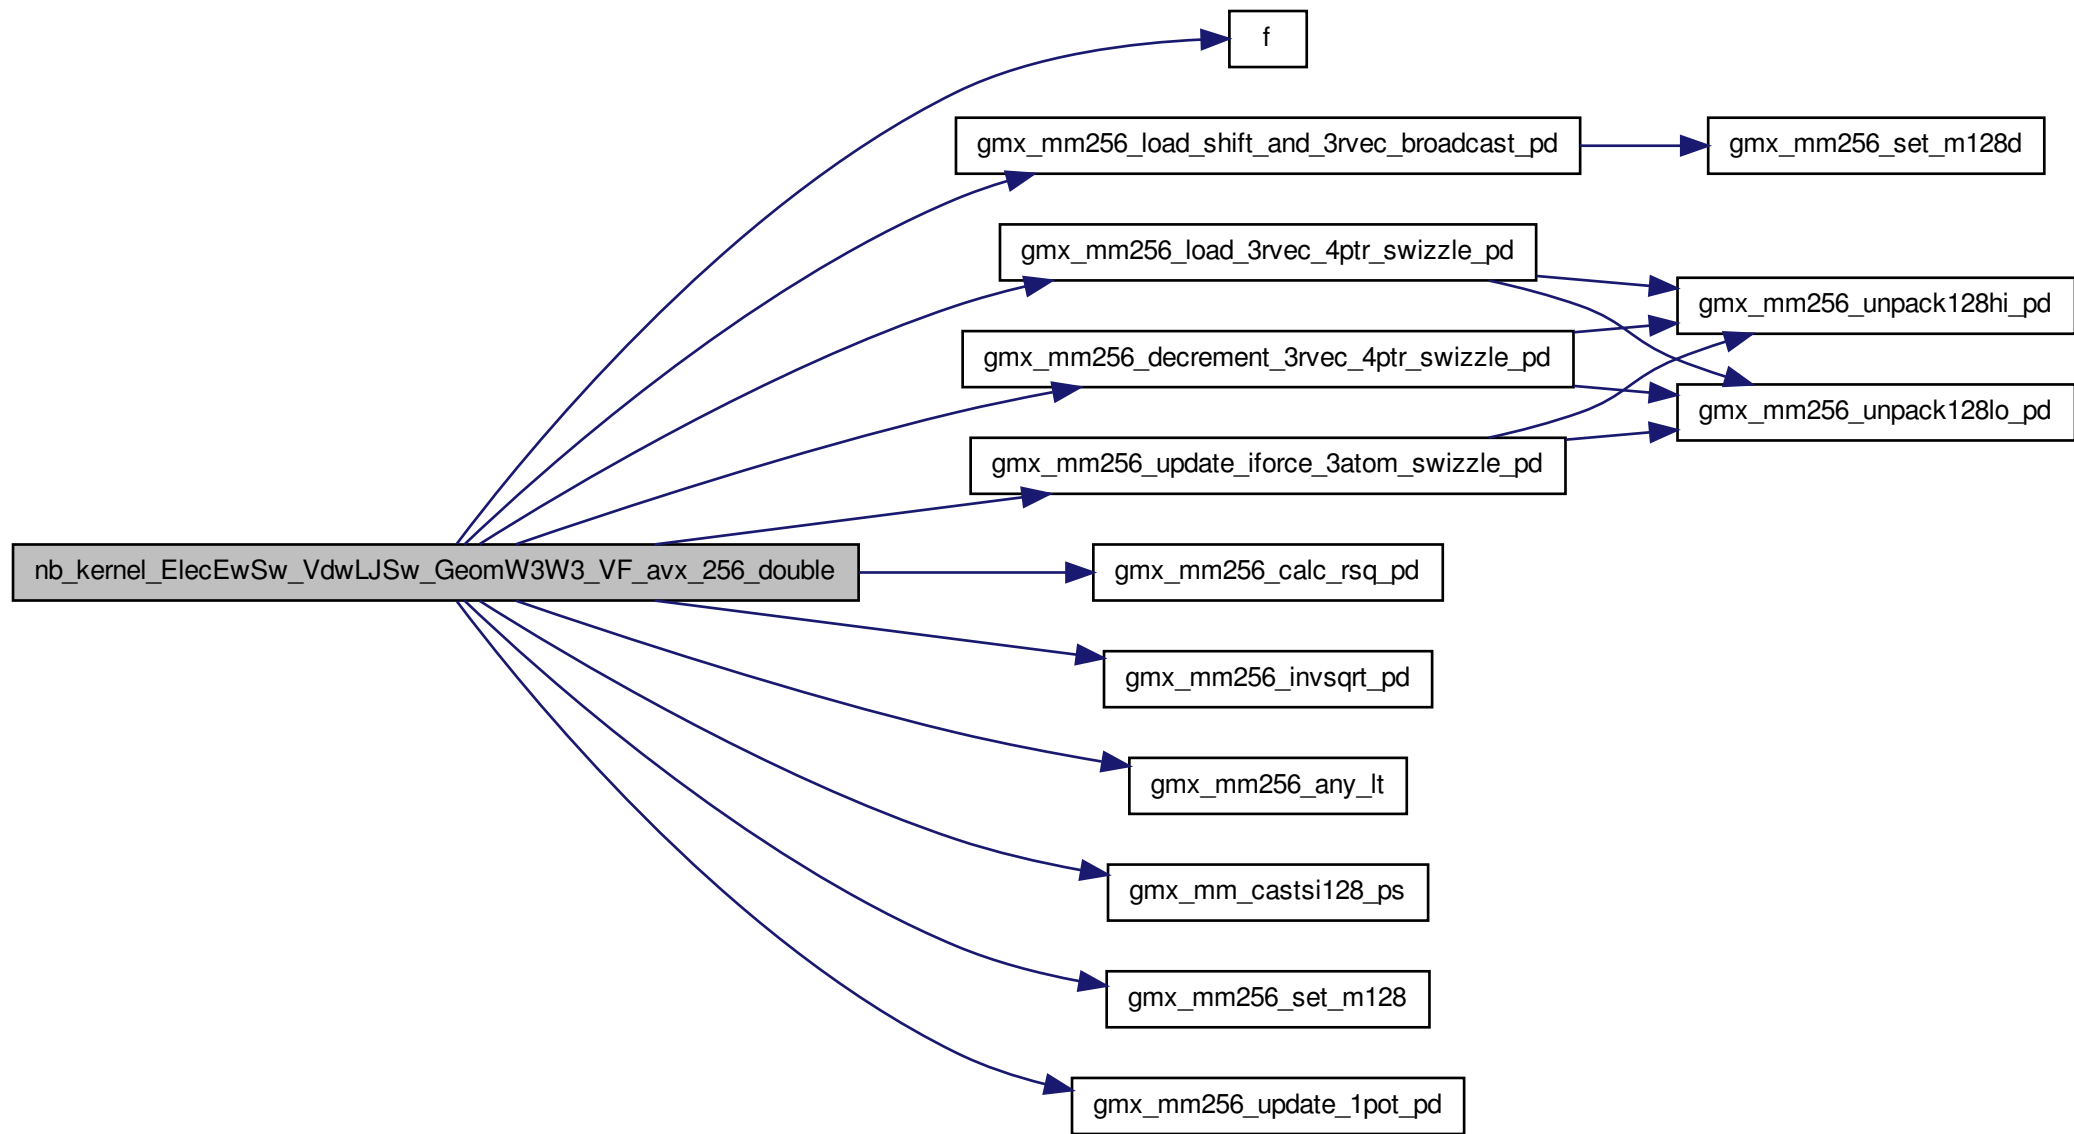 f
gmx_mm256_load_shift_and_3rvec_broadcast_pd
gmx_mm256_set_m128d
gmx_mm256_load_3rvec_4ptr_swizzle_pd
gmx_mm256_unpack128hi_pd
gmx_mm256_decrement_3rvec_4ptr_swizzle_pd
gmx_mm256_unpack128lo_pd
gmx_mm256_update_iforce_3atom_swizzle_pd
nb_kernel_ElecEwSw_VdwLJSw_GeomW3W3_VF_avx_256_double
gmx_mm256_calc_rsq_pd
gmx_mm256_invsqrt_pd
gmx_mm256_any_lt
gmx_mm_castsi128_ps
gmx_mm256_set_m128
gmx_mm256_update_1pot_pd